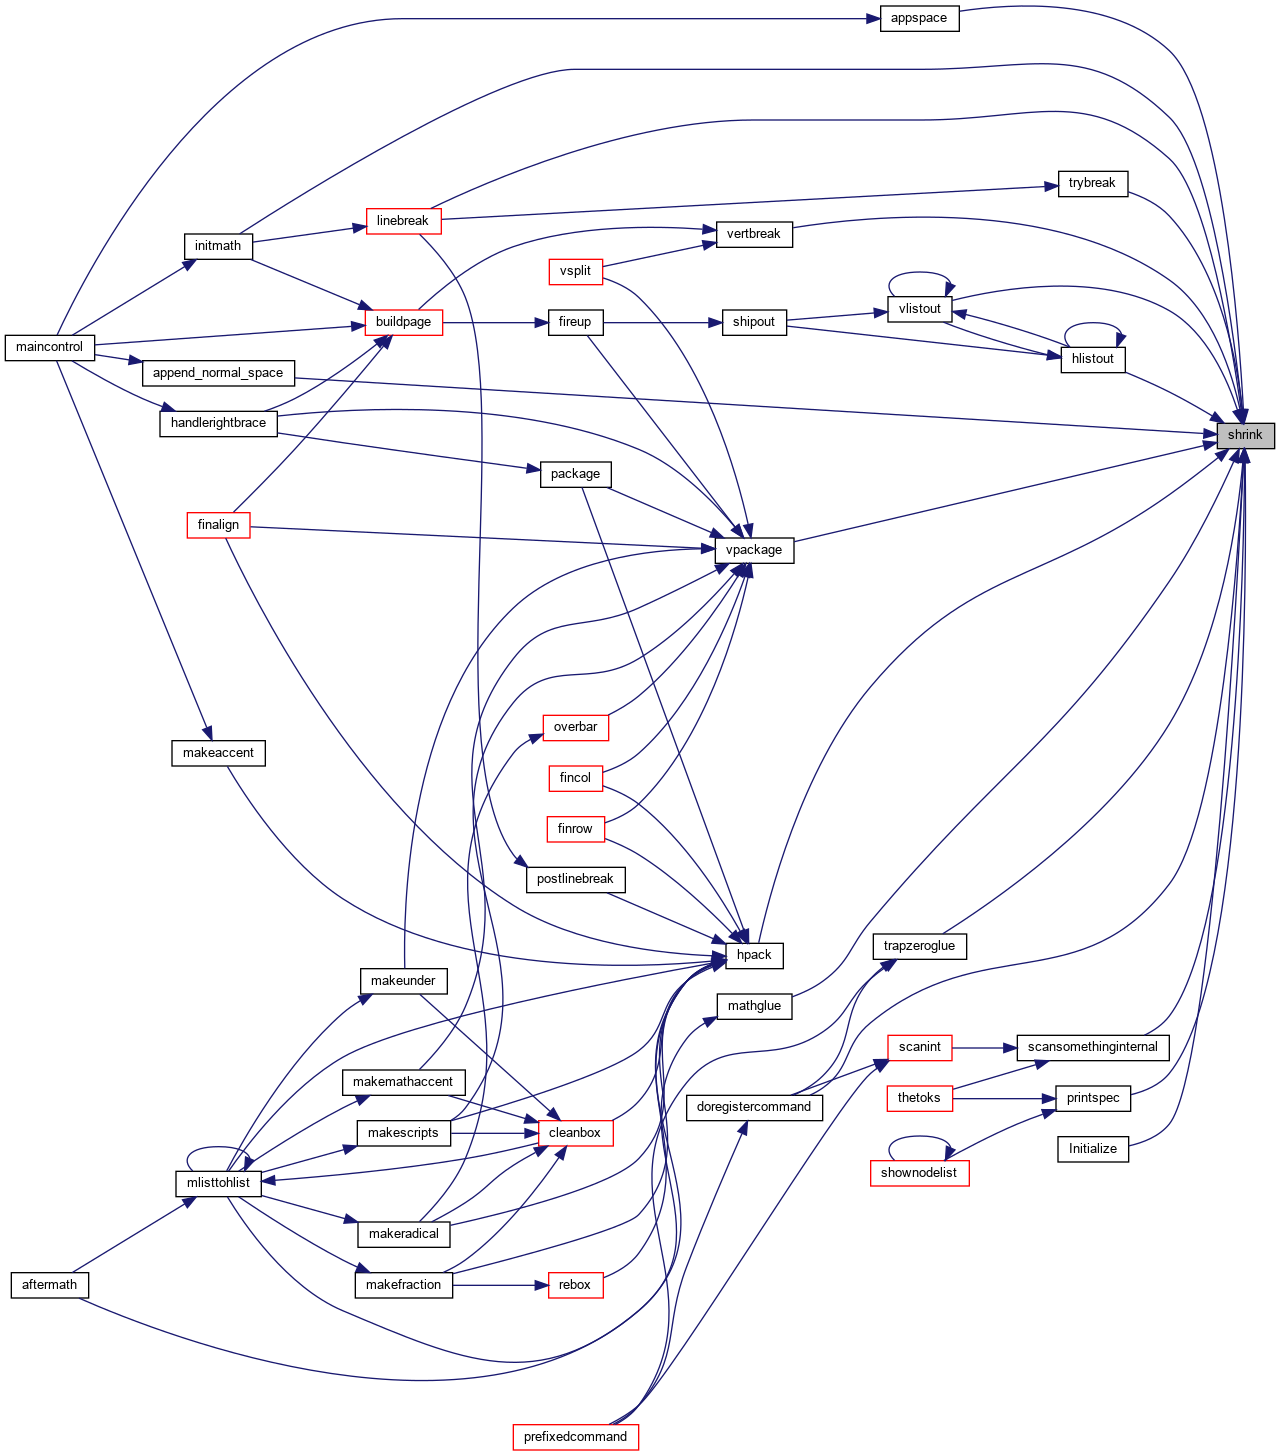 appspace
trybreak
linebreak
vertbreak
initmath
vsplit
vlistout
buildpage
fireup
shipout
maincontrol
hlistout
append_normal_space
handlerightbrace
shrink
package
finalign
vpackage
overbar
makeaccent
fincol
finrow
postlinebreak
trapzeroglue
hpack
makeunder
mathglue
scanint
scansomethinginternal
makemathaccent
thetoks
printspec
doregistercommand
makescripts
cleanbox
Initialize
shownodelist
mlisttohlist
makeradical
aftermath
makefraction
rebox
prefixedcommand